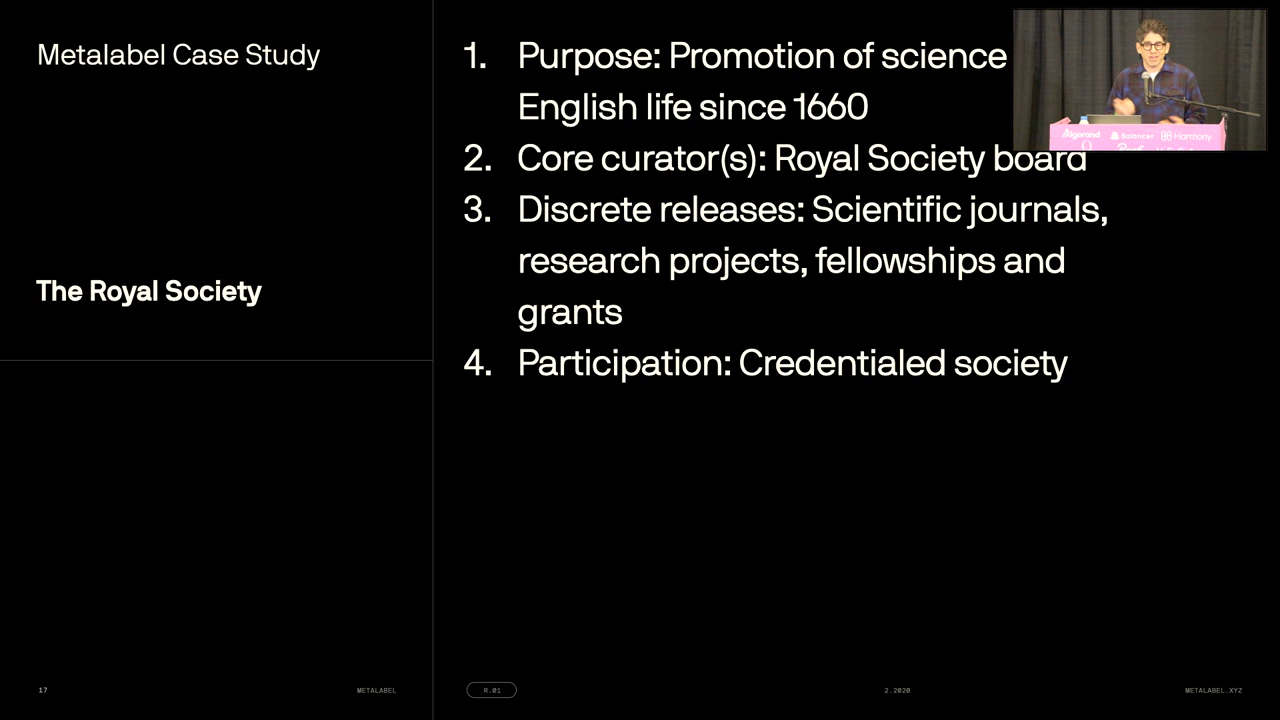 Metalabel Case Study
The Royal Society
1. Purpose: Promotion of science
English life since 1660
2. Core curator(s): Royal Society board
3. Discrete releases: Scientific journals,
research projects, fellowships and
grants
4. Participation: Credentialed society
Algorand Balancer Harmony
17 METALABEL R.01 2.2020 METALABEL.XYZ